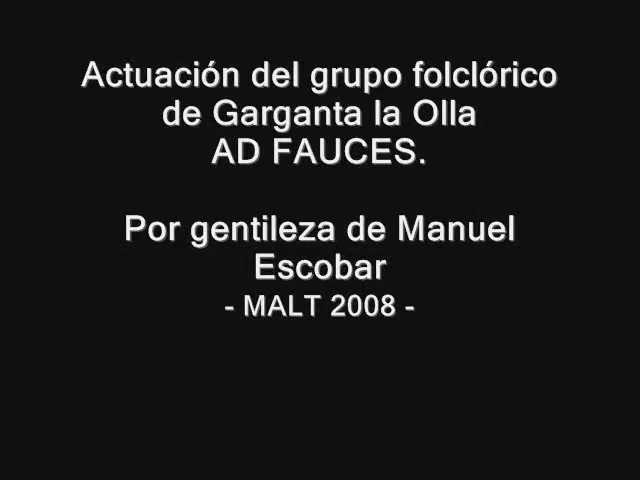 Actuación del grupo folclórico
de Garganta la Olla
AD FAUCES.
Por gentileza de Manuel
Escobar
- MALT 2008 -